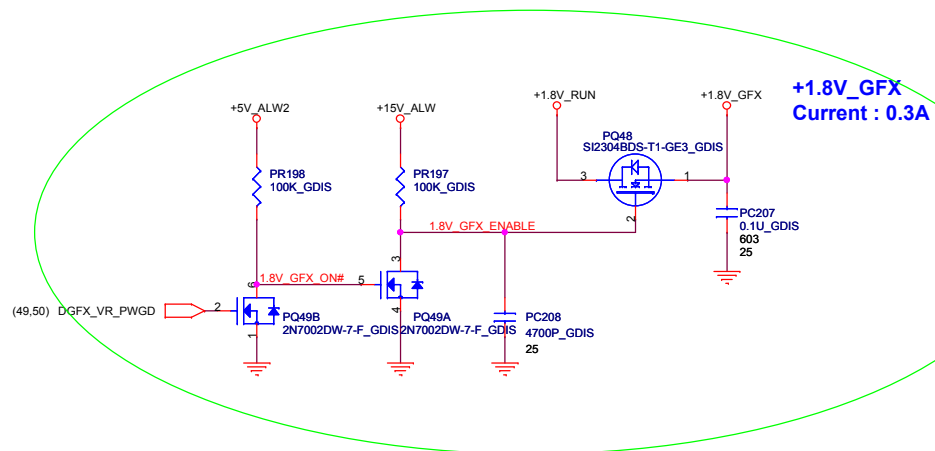 +1.8V_GFX
Current : 0.3A
+5V_ALW2
+15V_ALW
+1.8V_RUN
+1.8V_GFX
PQ48
SI2304BDS-T1-GE3_GDIS
PR198
100K_GDIS
PR197
100K_GDIS
3
1
2
PC207
0.1U_GDIS
603
25
1.8V_GFX_ENABLE
3
6
1.8V_GFX_ON#
5
4
(49,50) DGFX_VR_PWGD
2
1
PQ49B
2N7002DW-7-F_GDIS
PQ49A
2N7002DW-7-F_GDIS
PC208
4700P_GDIS
25